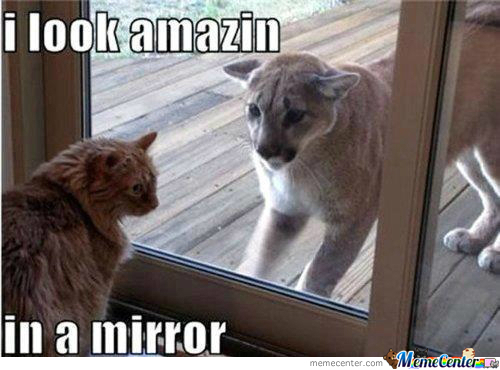 i look amazin
in a mirror
memecenter.com MemeCenter